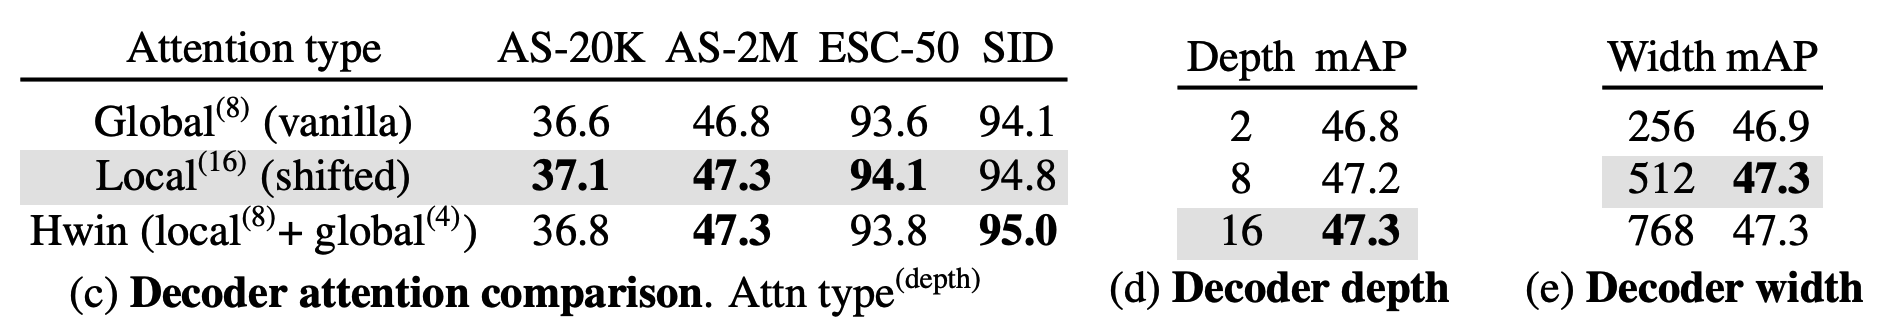 Attention type AS-20K AS-2M ESC-50 SID
Global(8) (vanilla) 36.6 46.8 93.6 94.1
Local(16) (shifted) 37.1 47.3 94.1 94.8
Hwin (local(8)+ global(4)) 36.8 47.3 93.8 95.0
(c) Decoder attention comparison. Attn type(depth)
Depth mAP
2 46.8
8 47.2
16 47.3
(d) Decoder depth
Width mAP
256 46.9
512 47.3
768 47.3
(e) Decoder width